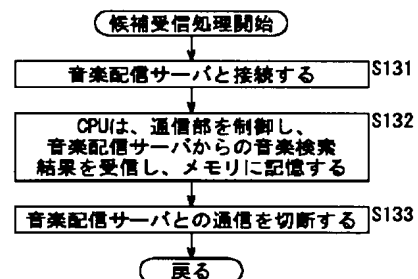 候補受信処理開始
音楽配信サーバと接続する S131
CPUは、通信部を制御し、 S132
音楽配信サーバからの音楽検索
結果を受信し、メモリに記憶する
音楽配信サーバとの通信を切断する S133
戻る